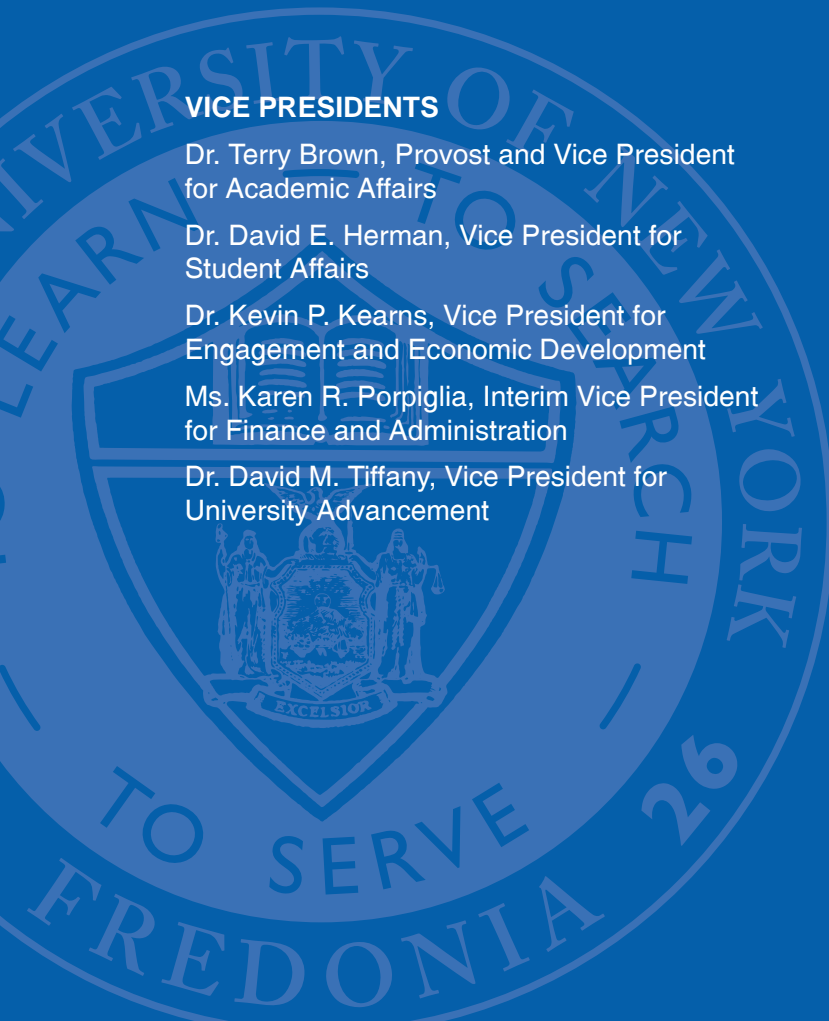 VICE PRESIDENTS
Dr. Terry Brown, Provost and Vice President
for Academic Affairs
Dr. David E. Herman, Vice President for
Student Affairs
Dr. Kevin P. Kearns, Vice President for
Engagement and Economic Development
Ms. Karen R. Porpiglia, Interim Vice President
for Finance and Administration
Dr. David M. Tiffany, Vice President for
University Advancement
UNIVERSITY OF NEW YORK
LEARN — TO SEARCH
TO SERVE
EXCELSIOR
FREDONIA
26